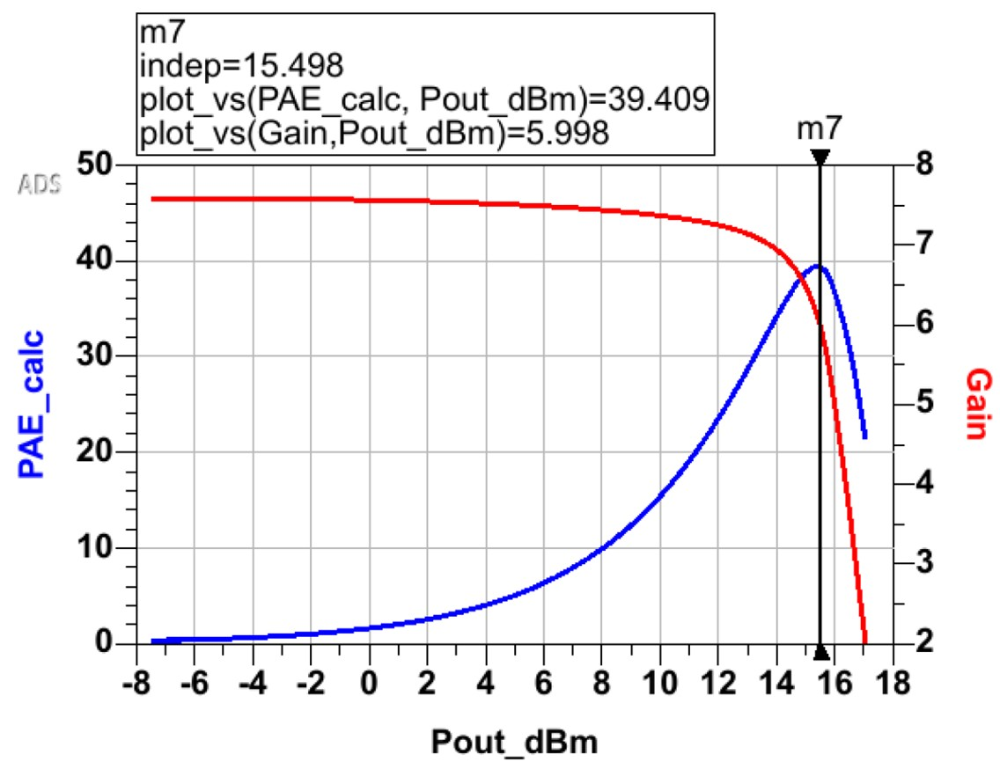 m7
indep=15.498
plot_vs(PAE_calc, Pout_dBm)=39.409
plot_vs(Gain,Pout_dBm)=5.998
m7
ADS
50
40
30
20
10
0
PAE_calc
8
7
6
5
4
3
2
Gain
-8 -6 -4 -2 0 2 4 6 8 10 12 14 16 18
Pout_dBm